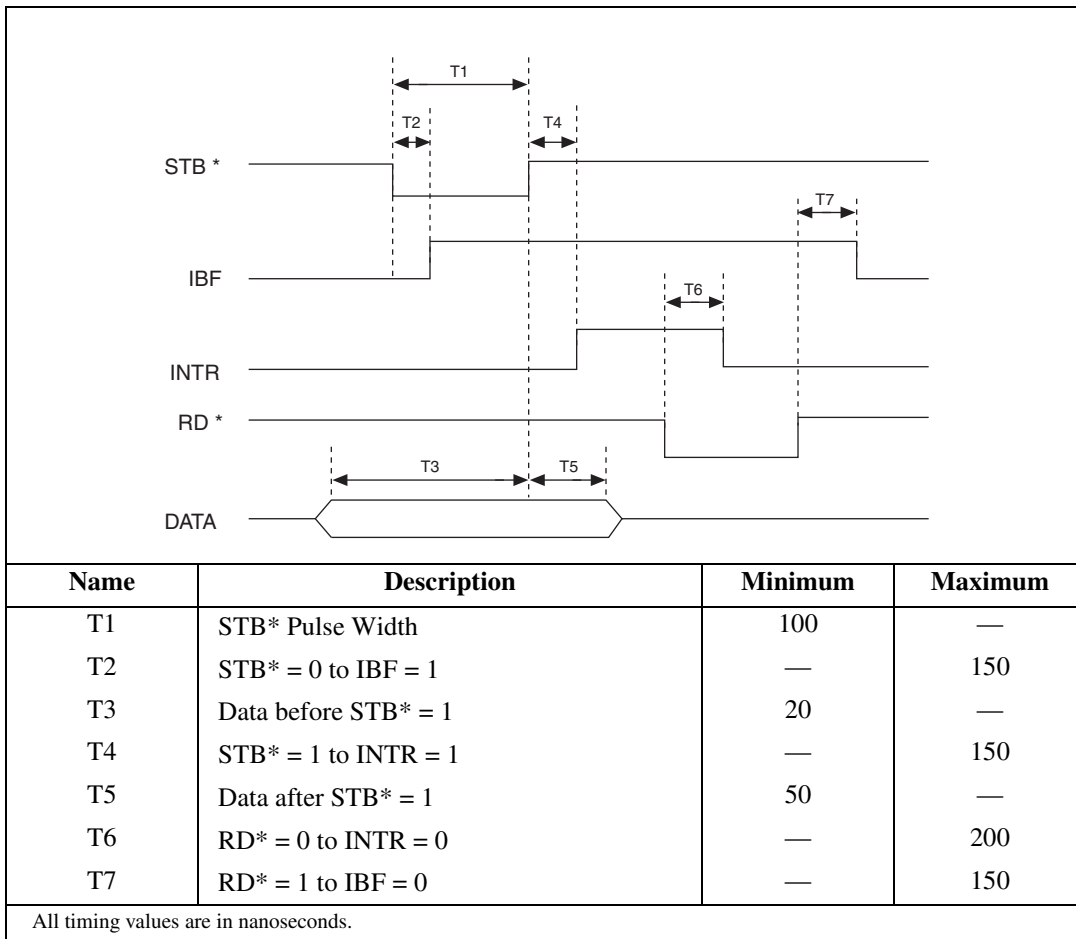 T1
T2 T4
STB *
T7
IBF
T6
INTR
RD *
T3 T5
DATA
Name Description Minimum Maximum
T1 STB* Pulse Width 100 —
T2 STB* = 0 to IBF = 1 — 150
T3 Data before STB* = 1 20 —
T4 STB* = 1 to INTR = 1 — 150
T5 Data after STB* = 1 50 —
T6 RD* = 0 to INTR = 0 — 200
T7 RD* = 1 to IBF = 0 — 150
All timing values are in nanoseconds.